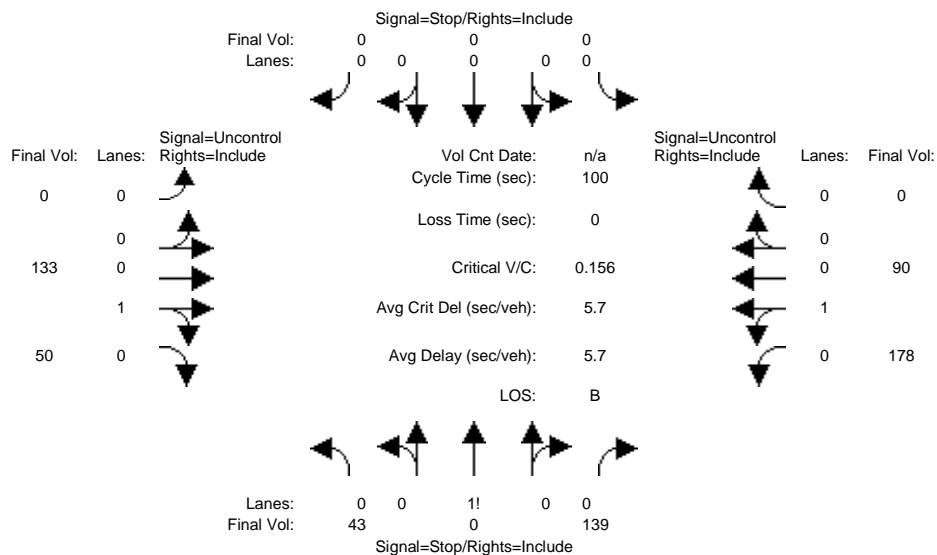 Signal=Stop/Rights=Include
Final Vol: 0 0 0
Lanes: 0 0 0 0 0
Signal=Uncontrol Signal=Uncontrol
Final Vol: Lanes: Rights=Include Vol Cnt Date: n/a Rights=Include Lanes: Final Vol:
Cycle Time (sec): 100
0 0 0 0
Loss Time (sec): 0
0 0
133 0 Critical V/C: 0.156 0 90
1 Avg Crit Del (sec/veh): 5.7 1
50 0 Avg Delay (sec/veh): 5.7 0 178
LOS: B
Lanes: 0 0 1! 0 0
Final Vol: 43 0 139
Signal=Stop/Rights=Include